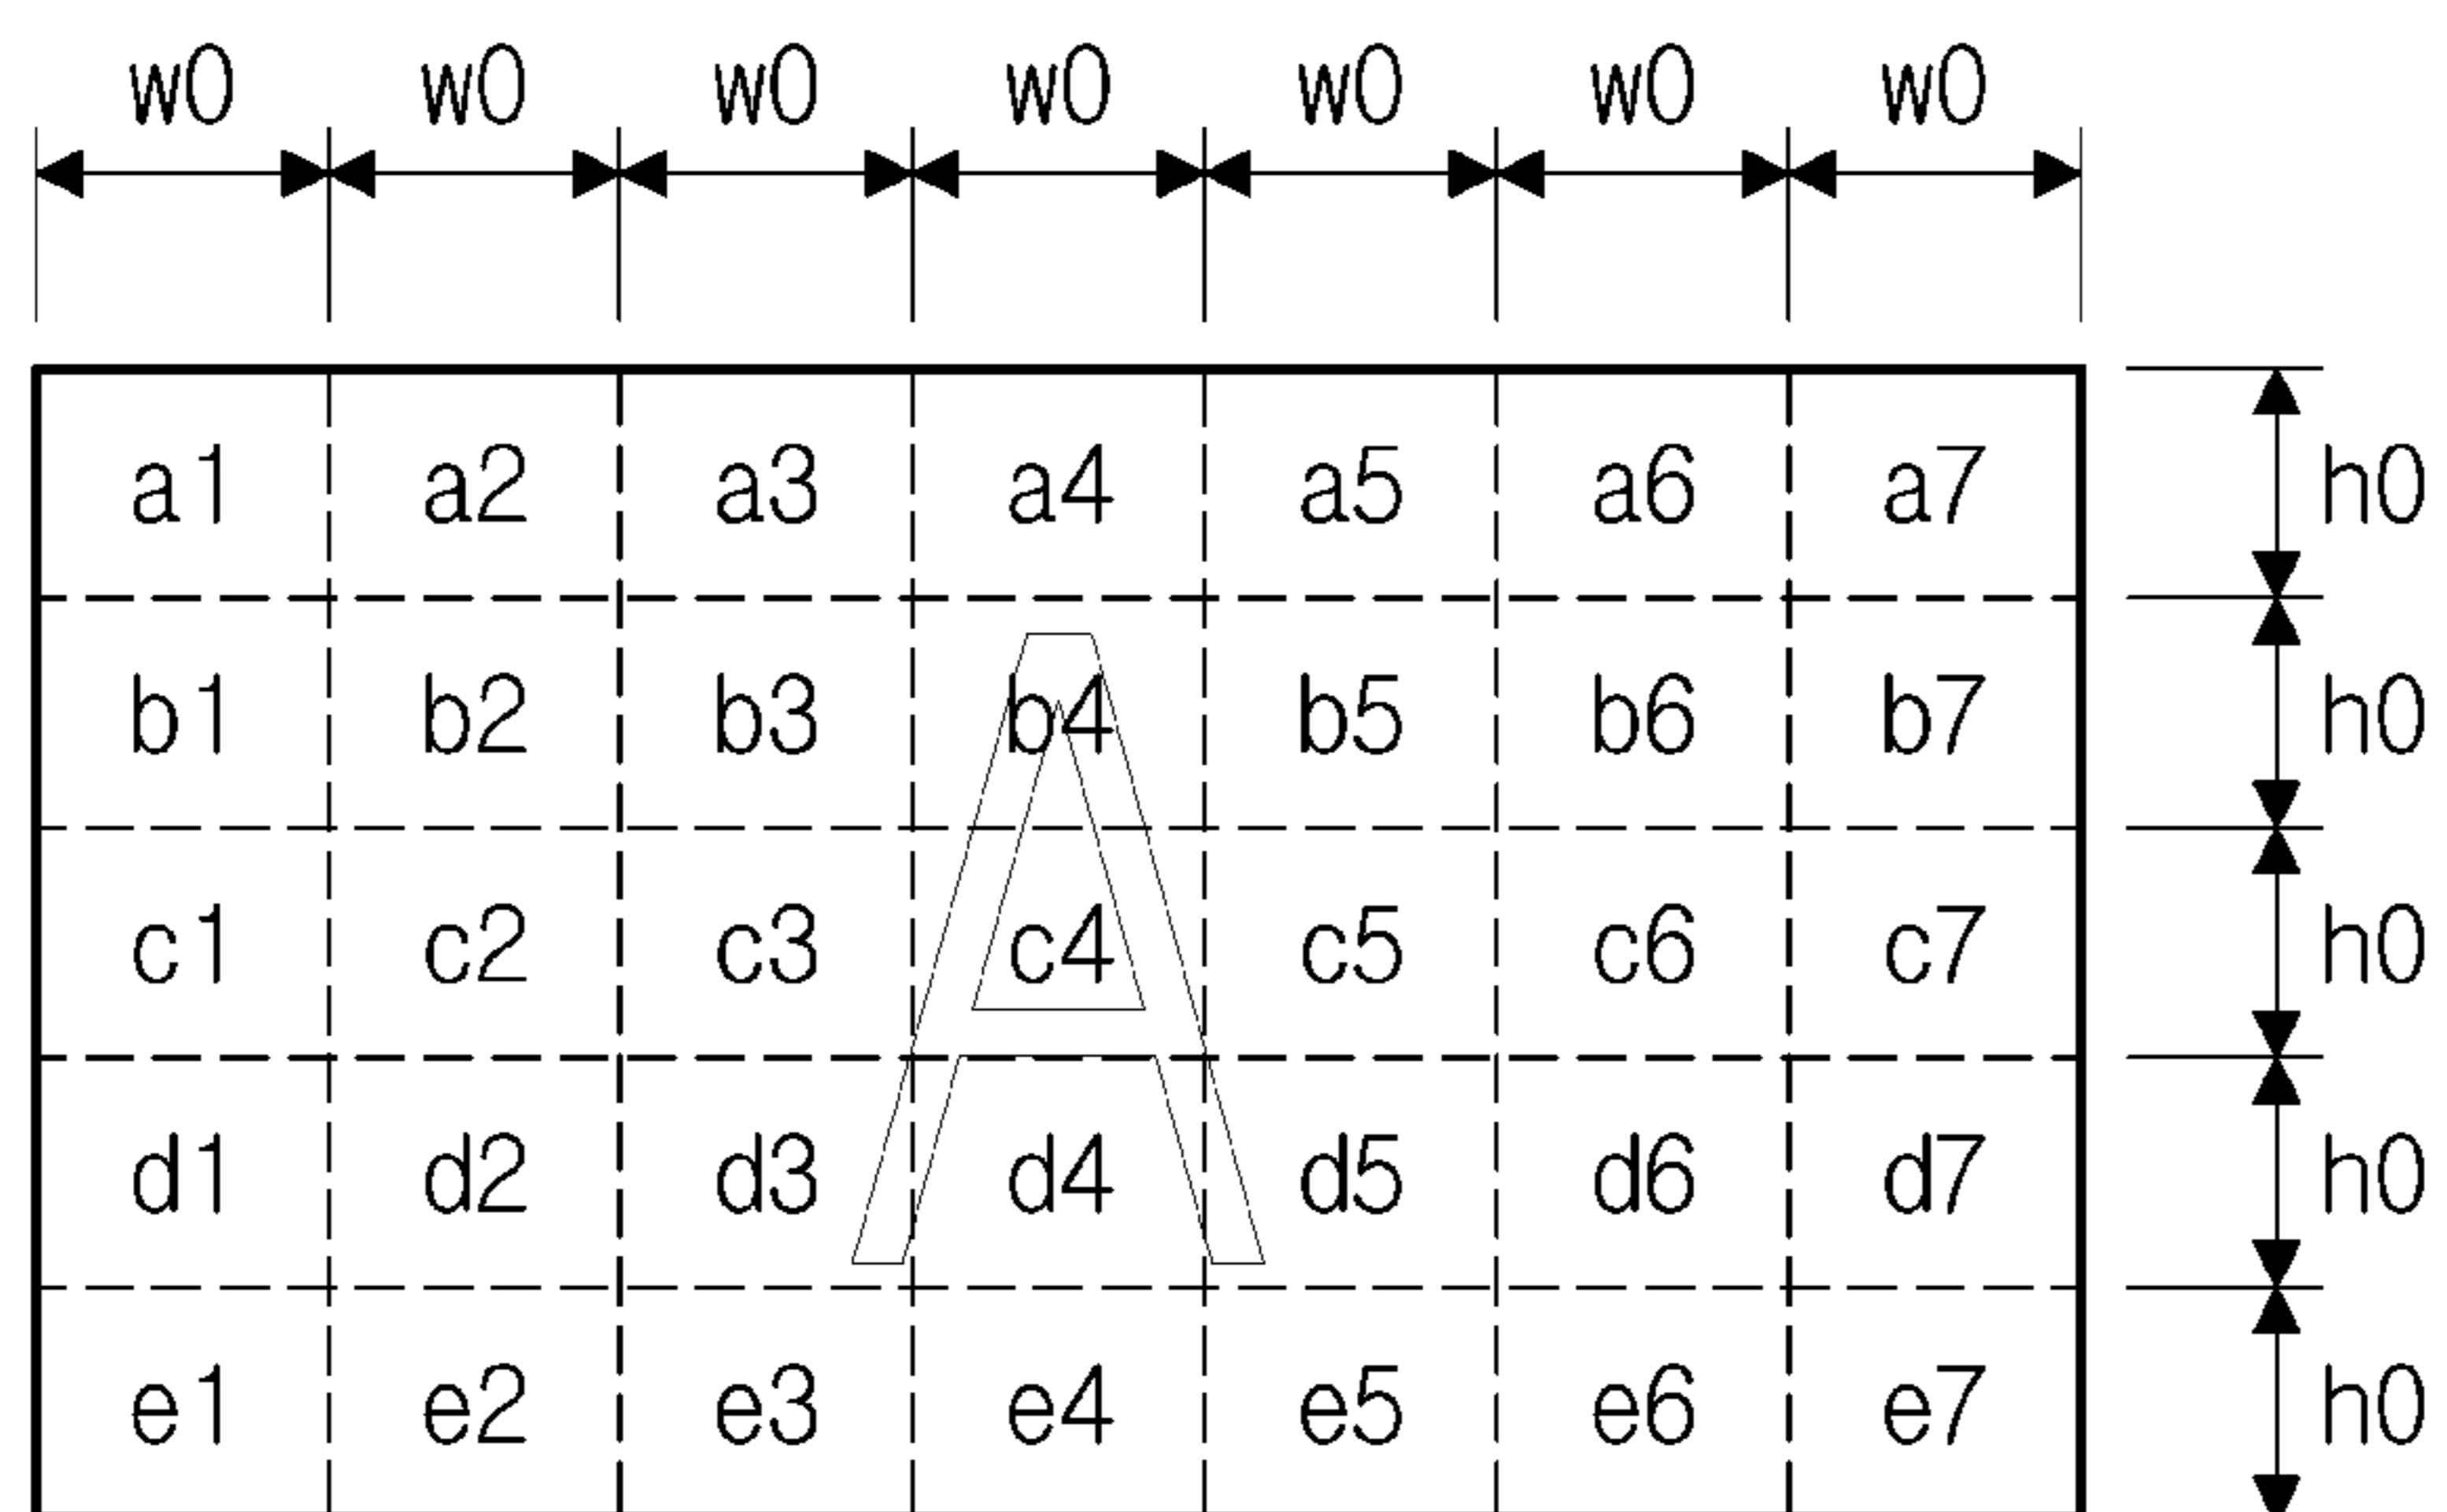 w0 w0 w0 w0 w0 w0 w0
a1 a2 a3 a4 a5 a6 a7 h0
b1 b2 b3 b4 b5 b6 b7 h0
A
c1 c2 c3 c4 c5 c6 c7 h0
d1 d2 d3 d4 d5 d6 d7 h0
e1 e2 e3 e4 e5 e6 e7 h0